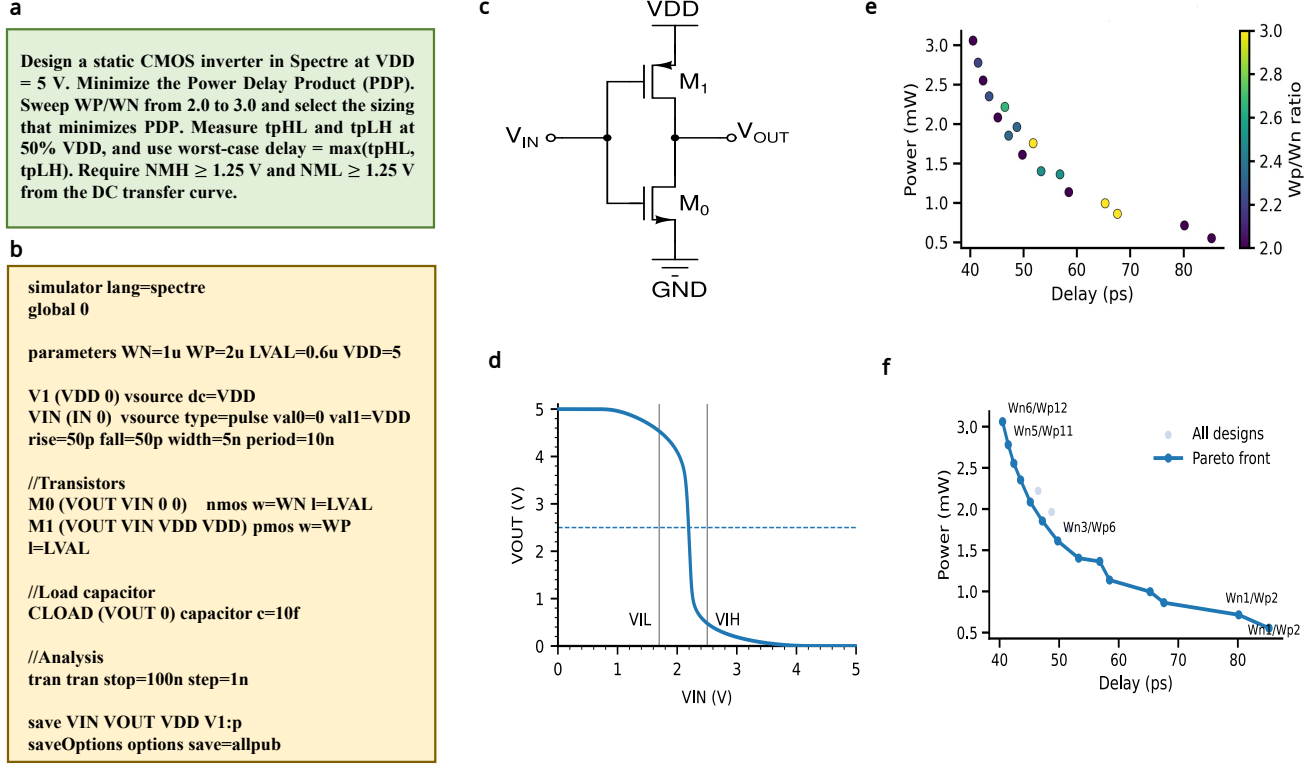 a
Design a static CMOS inverter in Spectre at VDD
= 5 V. Minimize the Power Delay Product (PDP).
Sweep WP/WN from 2.0 to 3.0 and select the sizing
that minimizes PDP. Measure tpHL and tpLH at
50% VDD, and use worst-case delay = max(tpHL,
tpLH). Require NMH ≥ 1.25 V and NML ≥ 1.25 V
from the DC transfer curve.
b
simulator lang=spectre
global 0
parameters WN=1u WP=2u LVAL=0.6u VDD=5
V1 (VDD 0) vsource dc=VDD
VIN (IN 0) vsource type=pulse val0=0 val1=VDD
rise=50p fall=50p width=5n period=10n
//Transistors
M0 (VOUT VIN 0 0) nmos w=WN l=LVAL
M1 (VOUT VIN VDD VDD) pmos w=WP
l=LVAL
//Load capacitor
CLOAD (VOUT 0) capacitor c=10f
//Analysis
tran tran stop=100n step=1n
save VIN VOUT VDD V1:p
saveOptions options save=allpub
c
VDD
M1
VIN
VOUT
M0
GND
d
5
4
3
2
1
0
VOUT (V)
VIL
VIH
0 1 2 3 4 5
VIN (V)
e
3.0
2.5
2.0
1.5
1.0
0.5
Power (mW)
40 50 60 70 80
Delay (ps)
3.0
2.8
2.6
2.4
2.2
2.0
Wp/Wn ratio
f
Wn6/Wp12
Wn5/Wp11
Wn3/Wp6
Wn1/Wp2
Wn1/Wp2
All designs
Pareto front
3.0
2.5
2.0
1.5
1.0
0.5
Power (mW)
40 50 60 70 80
Delay (ps)